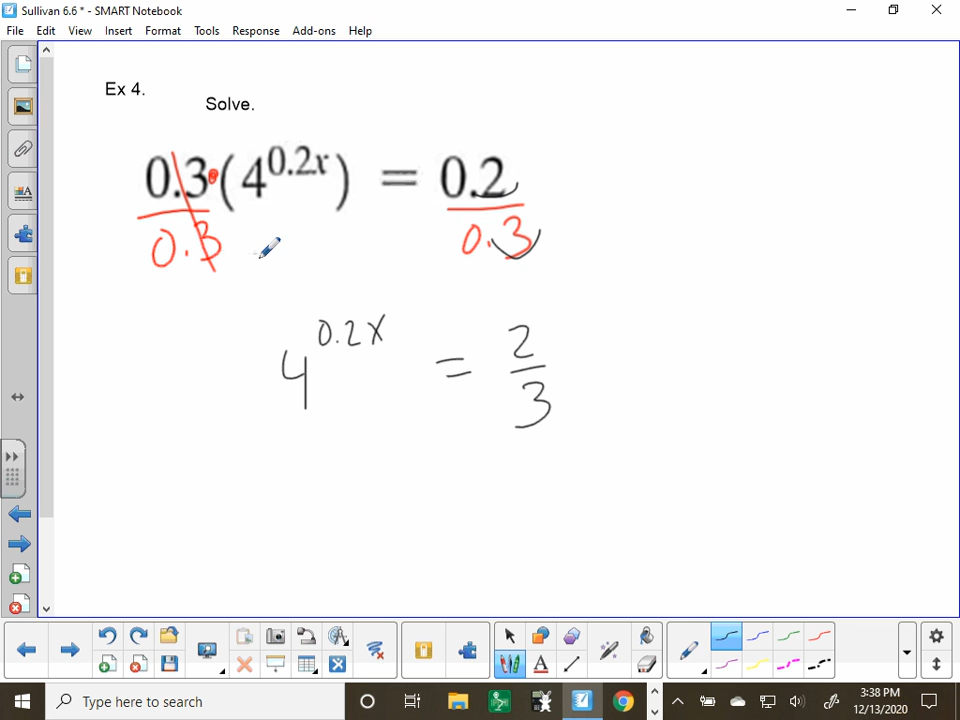 Sullivan 6.6 * - SMART Notebook
File Edit View Insert Format Tools Response Add-ons Help
Ex 4.
Solve.
0.3•(4^{0.2x}) = 0.2
0.3 0.3
4^{0.2x} = 2/3
Type here to search
3:38 PM
12/13/2020